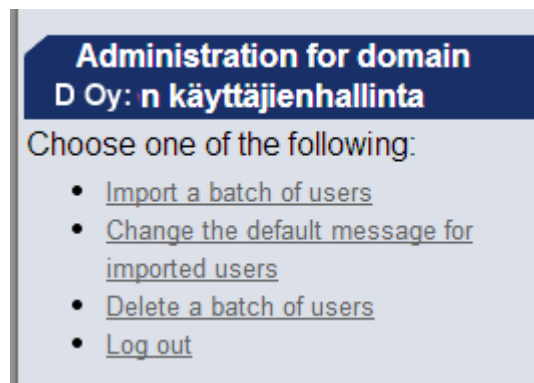 Administration for domain
D Oy: n käyttäjienhallinta
Choose one of the following:
Import a batch of users
Change the default message for
imported users
Delete a batch of users
Log out